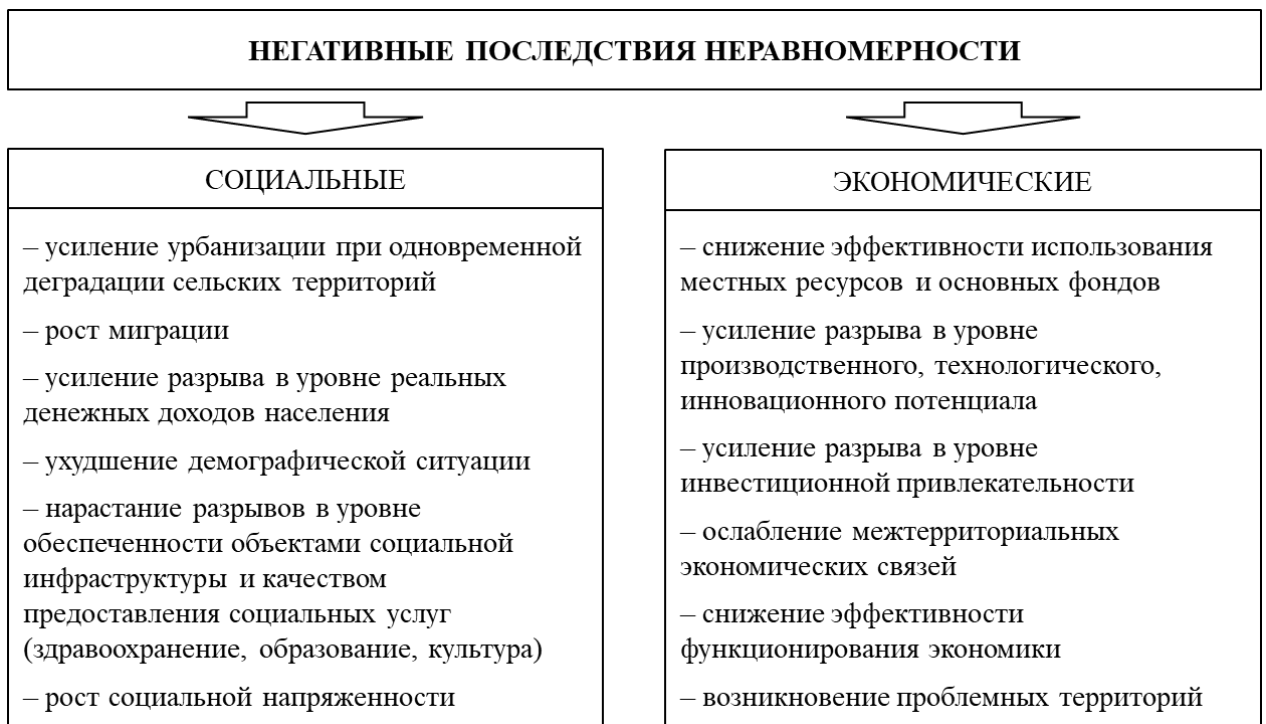 НЕГАТИВНЫЕ ПОСЛЕДСТВИЯ НЕРАВНОМЕРНОСТИ
СОЦИАЛЬНЫЕ
– усиление урбанизации при одновременной
деградации сельских территорий
– рост миграции
– усиление разрыва в уровне реальных
денежных доходов населения
– ухудшение демографической ситуации
– нарастание разрывов в уровне
обеспеченности объектами социальной
инфраструктуры и качеством
предоставления социальных услуг
(здравоохранение, образование, культура)
– рост социальной напряженности
ЭКОНОМИЧЕСКИЕ
– снижение эффективности использования
местных ресурсов и основных фондов
– усиление разрыва в уровне
производственного, технологического,
инновационного потенциала
– усиление разрыва в уровне
инвестиционной привлекательности
– ослабление межтерриториальных
экономических связей
– снижение эффективности
функционирования экономики
– возникновение проблемных территорий